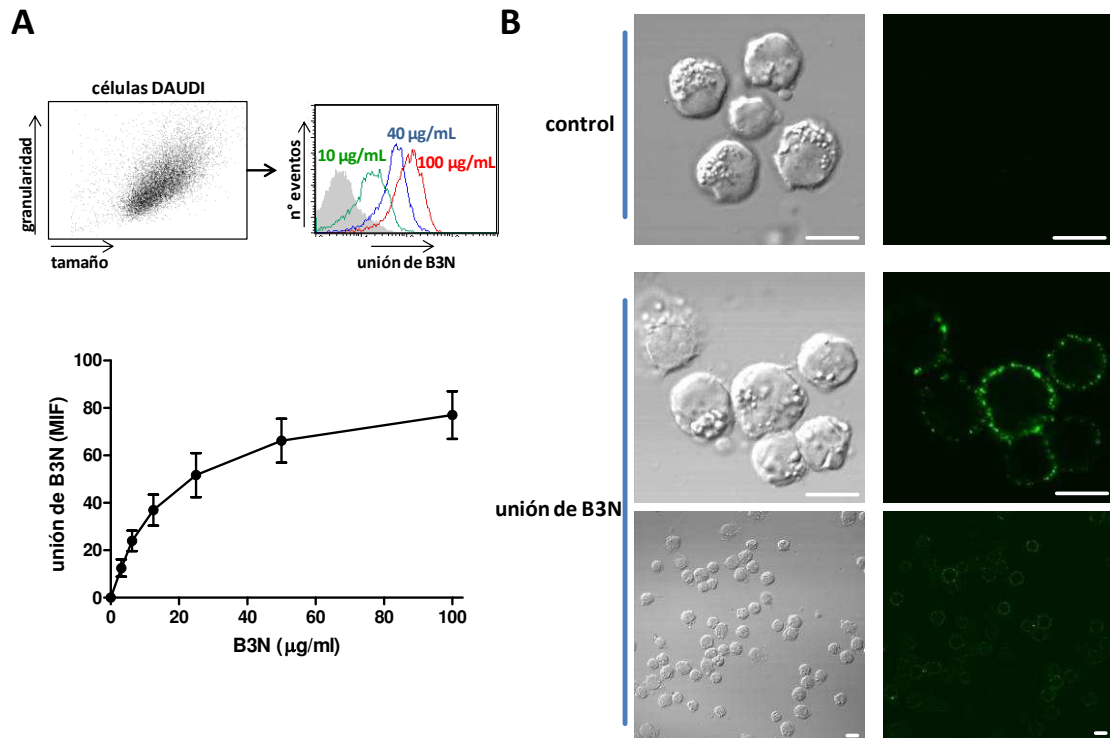 A
células DAUDI
granularidad
tamaño
n° eventos
10 µg/mL
40 µg/mL
100 µg/mL
unión de B3N
unión de B3N (MIF)
100
80
60
40
20
0
0 20 40 60 80 100
B3N (µg/ml)
B
control
unión de B3N